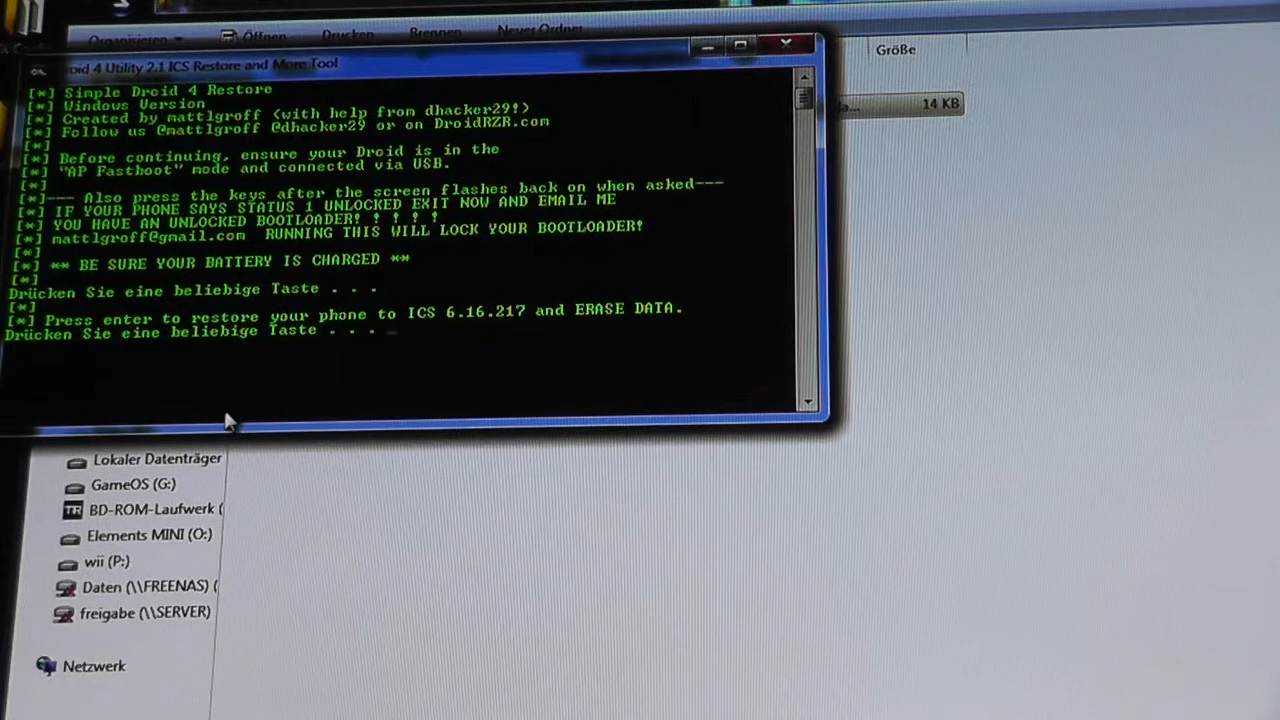 Organisieren
Öffnen
Drucken
Brennen
Neuer Ordner
Größe
14 KB
oid 4 Utility 2.1 ICS Restore and More Tool
[*] Simple Droid 4 Restore
[*] Windows Version
[*] Created by mattlgroff (with help from dhacker29!)
[*] Follow us @mattlgroff @dhacker29 or on DroidRZR.com
[*]
[*] Before continuing, ensure your Droid is in the
[*] "AP Fastboot" mode and connected via USB.
[*]
[*]--- Also press the keys after the screen flashes back on when asked---
[*] IF YOUR PHONE SAYS STATUS 1 UNLOCKED EXIT NOW AND EMAIL ME
[*] YOU HAVE AN UNLOCKED BOOTLOADER! ! ! ! ! !
[*] mattlgroff@gmail.com  RUNNING THIS WILL LOCK YOUR BOOTLOADER!
[*]
[*] ** BE SURE YOUR BATTERY IS CHARGED **
[*]
Drücken Sie eine beliebige Taste . . .
[*]
[*] Press enter to restore your phone to ICS 6.16.217 and ERASE DATA.
Drücken Sie eine beliebige Taste . . . _
Lokaler Datenträger
GameOS (G:)
TR BD-ROM-Laufwerk (
Elements MINI (O:)
wii (P:)
Daten (\\FREENAS) (
freigabe (\\SERVER)
Netzwerk